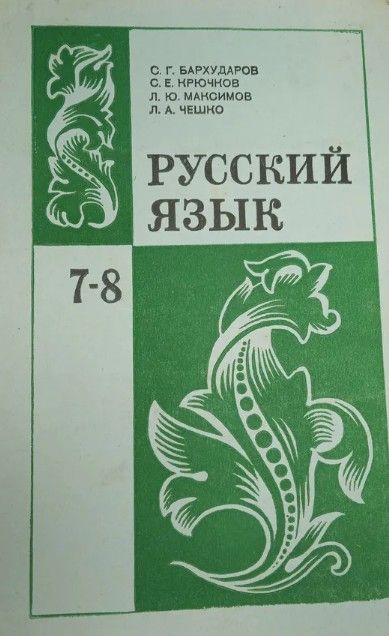 С. Г. БАРХУДАРОВ
С. Е. КРЮЧКОВ
Л. Ю. МАКСИМОВ
Л. А. ЧЕШКО
РУССКИЙ
ЯЗЫК
7-8